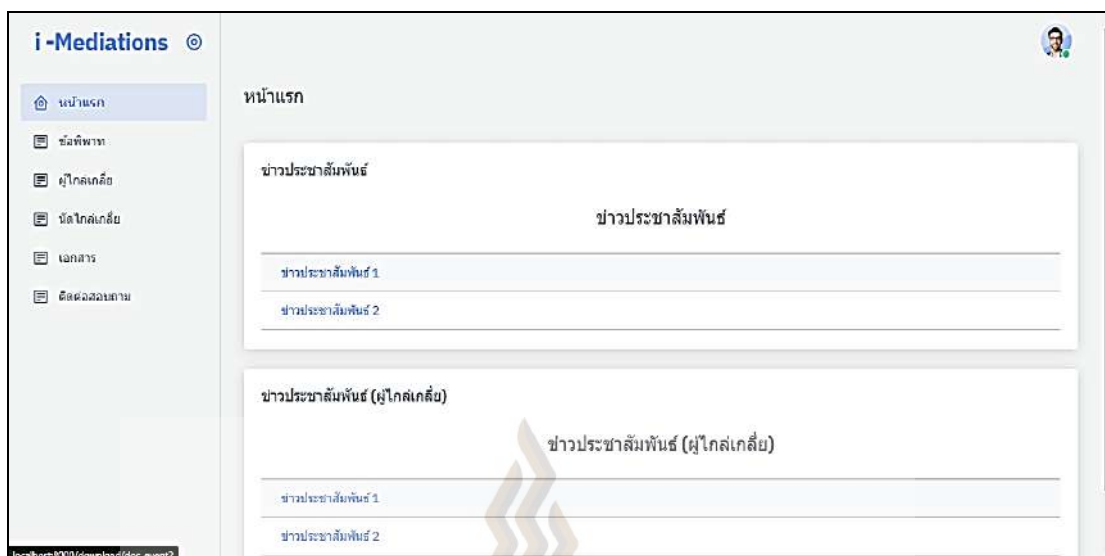 i-Mediations
หน้าแรก
ข้อพิพาท
ผู้ไกล่เกลี่ย
นัดไกล่เกลี่ย
เอกสาร
ติดต่อสอบถาม
หน้าแรก
ข่าวประชาสัมพันธ์
ข่าวประชาสัมพันธ์
ข่าวประชาสัมพันธ์ 1
ข่าวประชาสัมพันธ์ 2
ข่าวประชาสัมพันธ์ (ผู้ไกล่เกลี่ย)
ข่าวประชาสัมพันธ์ (ผู้ไกล่เกลี่ย)
ข่าวประชาสัมพันธ์ 1
ข่าวประชาสัมพันธ์ 2